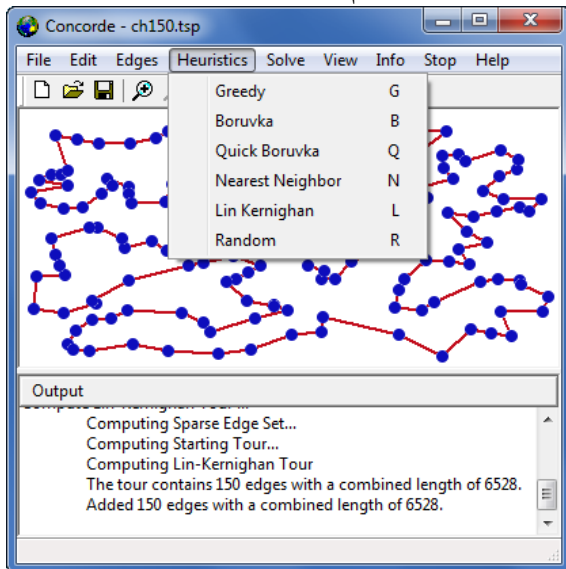 Concorde - ch150.tsp
File Edit Edges Heuristics Solve View Info Stop Help
Greedy G
Boruvka B
Quick Boruvka Q
Nearest Neighbor N
Lin Kernighan L
Random R
Output
Computing Sparse Edge Set...
Computing Starting Tour...
Computing Lin-Kernighan Tour
The tour contains 150 edges with a combined length of 6528.
Added 150 edges with a combined length of 6528.